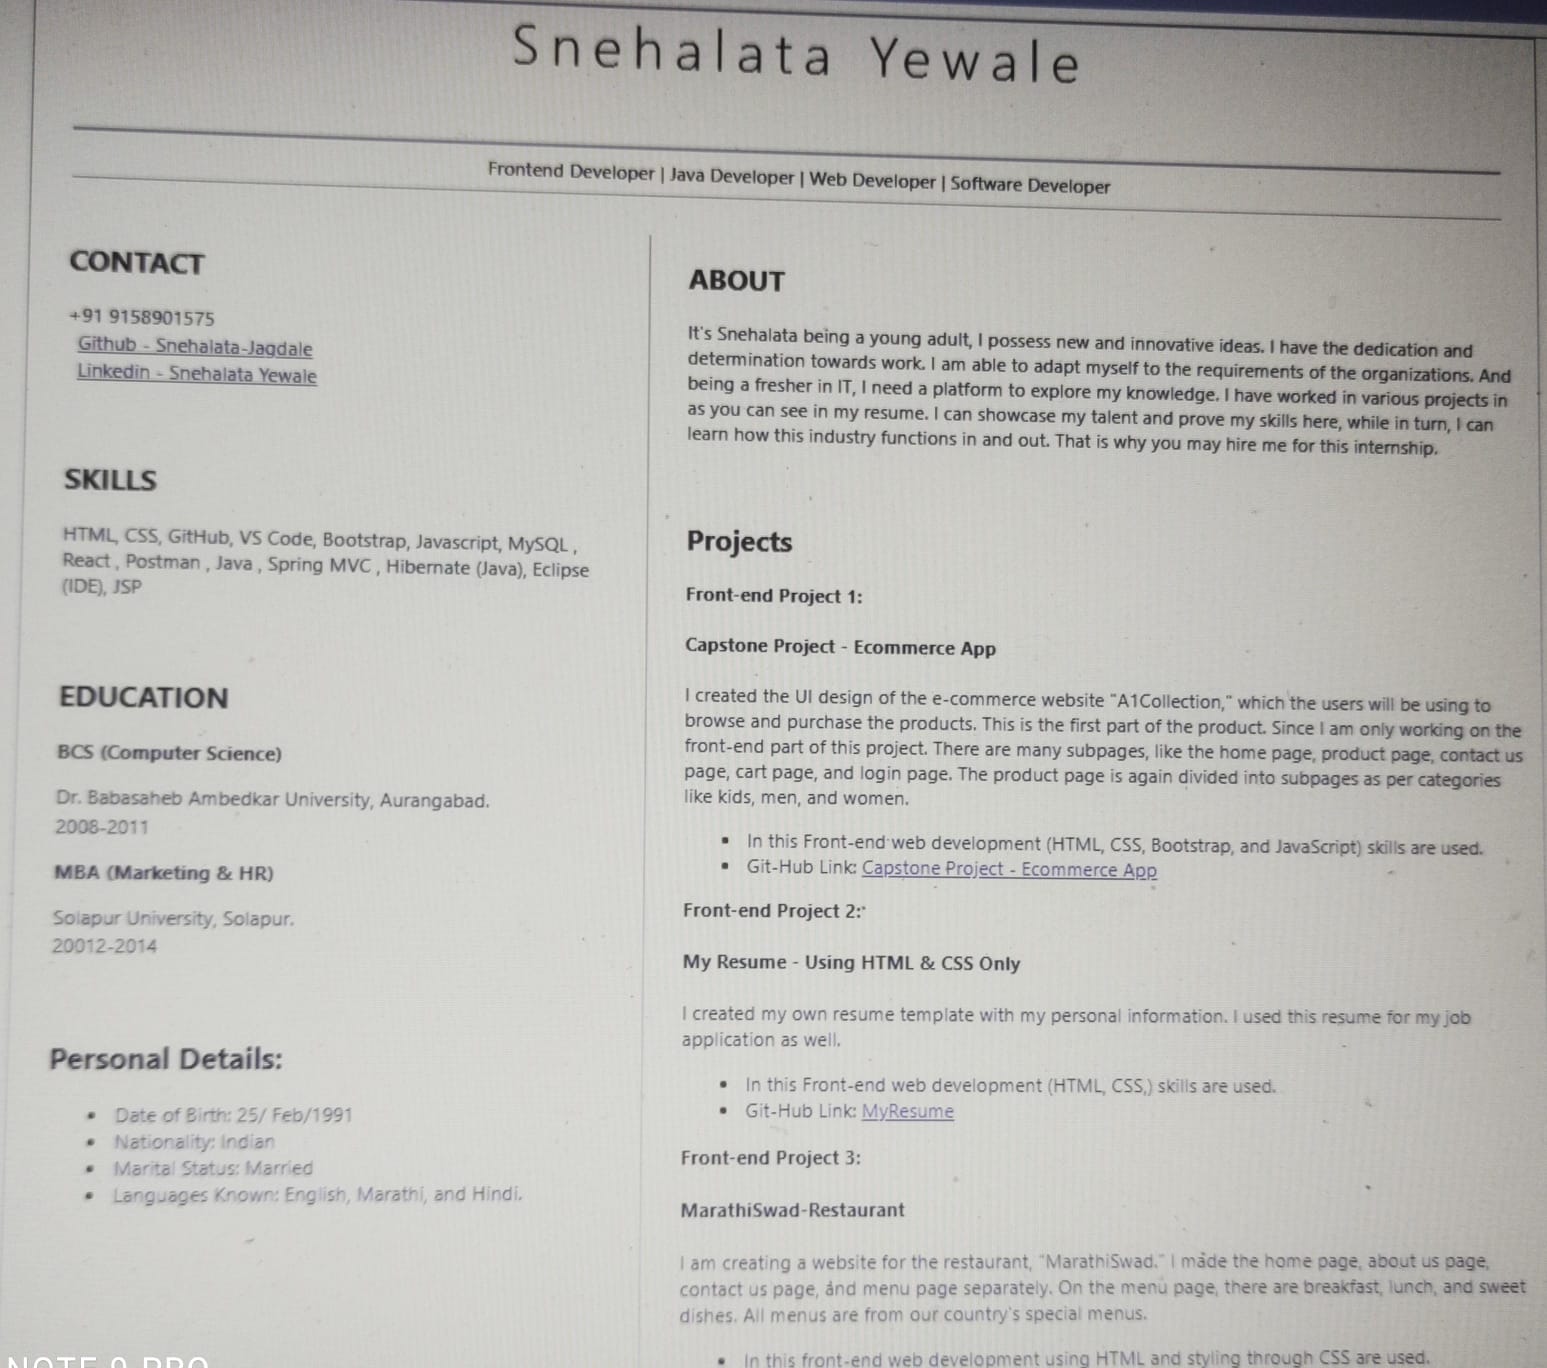 Snehalata Yewale
Frontend Developer | Java Developer | Web Developer | Software Developer
CONTACT
+91 9158901575
Github - Snehalata-Jagdale
Linkedin - Snehalata Yewale
SKILLS
HTML, CSS, GitHub, VS Code, Bootstrap, Javascript, MySQL ,
React , Postman , Java , Spring MVC , Hibernate (Java), Eclipse
(IDE), JSP
EDUCATION
BCS (Computer Science)
Dr. Babasaheb Ambedkar University, Aurangabad.
2008-2011
MBA (Marketing & HR)
Solapur University, Solapur.
20012-2014
Personal Details:
• Date of Birth: 25/ Feb/1991
• Nationality: Indian
• Marital Status: Married
• Languages Known: English, Marathi, and Hindi.
ABOUT
It's Snehalata being a young adult, I possess new and innovative ideas. I have the dedication and
determination towards work. I am able to adapt myself to the requirements of the organizations. And
being a fresher in IT, I need a platform to explore my knowledge. I have worked in various projects in
as you can see in my resume. I can showcase my talent and prove my skills here, while in turn, I can
learn how this industry functions in and out. That is why you may hire me for this internship.
Projects
Front-end Project 1:
Capstone Project - Ecommerce App
I created the UI design of the e-commerce website "A1Collection," which the users will be using to
browse and purchase the products. This is the first part of the product. Since I am only working on the
front-end part of this project. There are many subpages, like the home page, product page, contact us
page, cart page, and login page. The product page is again divided into subpages as per categories
like kids, men, and women.
• In this Front-end web development (HTML, CSS, Bootstrap, and JavaScript) skills are used.
• Git-Hub Link: Capstone Project - Ecommerce App
Front-end Project 2:
My Resume - Using HTML & CSS Only
I created my own resume template with my personal information. I used this resume for my job
application as well.
• In this Front-end web development (HTML, CSS,) skills are used.
• Git-Hub Link: MyResume
Front-end Project 3:
MarathiSwad-Restaurant
I am creating a website for the restaurant, "MarathiSwad." I made the home page, about us page,
contact us page, and menu page separately. On the menu page, there are breakfast, lunch, and sweet
dishes. All menus are from our country's special menus.
• In this front-end web development using HTML and styling through CSS are used.
NOTE 9 PRO